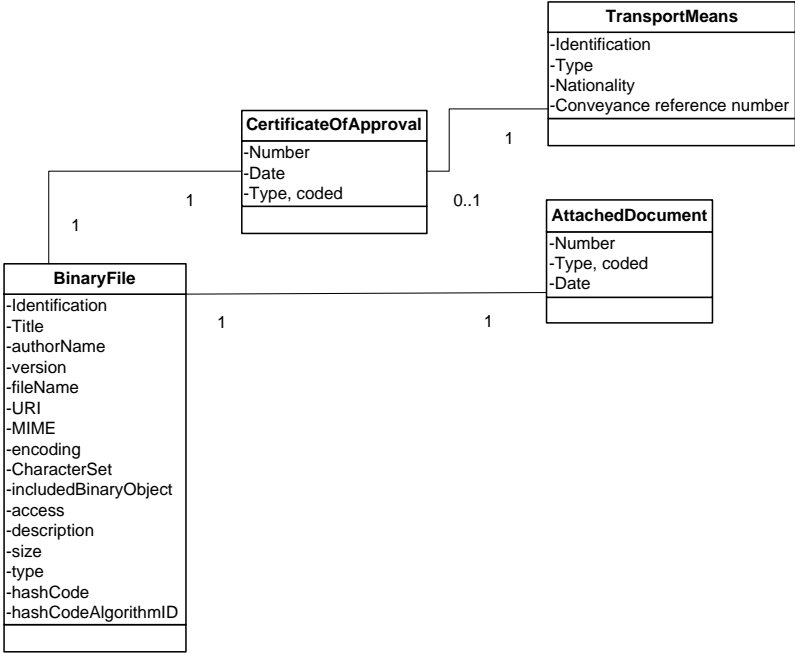 TransportMeans
-Identification
-Type
-Nationality
-Conveyance reference number
1
CertificateOfApproval
-Number
-Date
-Type, coded
0..1
1
1
AttachedDocument
-Number
-Type, coded
-Date
BinaryFile
-Identification
-Title
-authorName
-version
-fileName
-URI
-MIME
-encoding
-CharacterSet
-includedBinaryObject
-access
-description
-size
-type
-hashCode
-hashCodeAlgorithmID
1
1